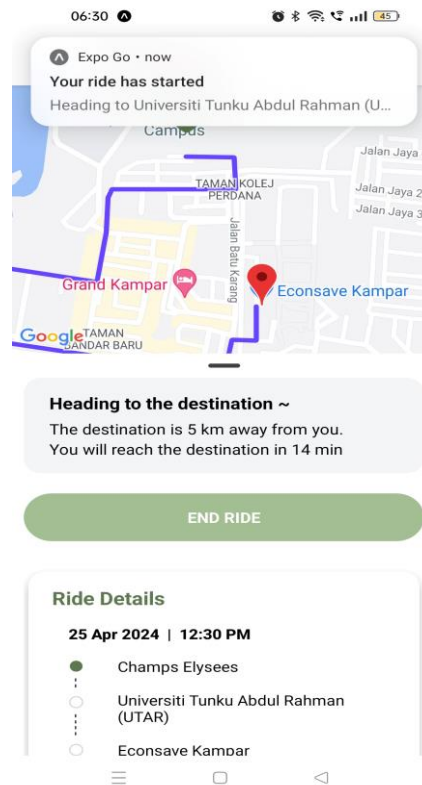 06:30
45
Expo Go • now
Your ride has started
Heading to Universiti Tunku Abdul Rahman (U...
Campus
Jalan Jaya
TAMAN KOLEJ
PERDANA
Jalan Jaya 2
Jalan Jaya 3
Jalan Batu Karang
Grand Kampar
Econsave Kampar
Google
TAMAN
BANDAR BARU
Heading to the destination ~
The destination is 5 km away from you.
You will reach the destination in 14 min
END RIDE
Ride Details
25 Apr 2024 | 12:30 PM
Champs Elysees
Universiti Tunku Abdul Rahman
(UTAR)
Econsave Kampar